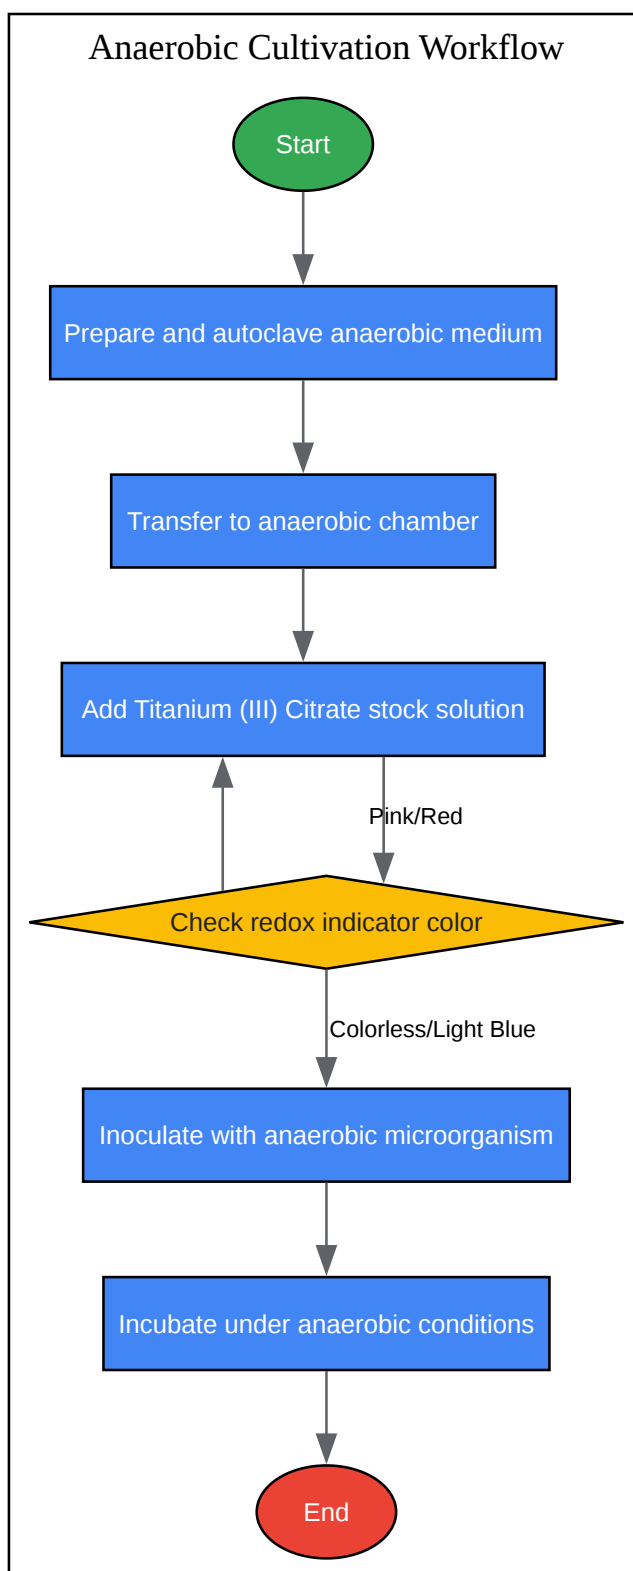 Anaerobic Cultivation Workflow
Start
Prepare and autoclave anaerobic medium
Transfer to anaerobic chamber
Add Titanium (III) Citrate stock solution
Pink/Red
Check redox indicator color
Colorless/Light Blue
Inoculate with anaerobic microorganism
Incubate under anaerobic conditions
End